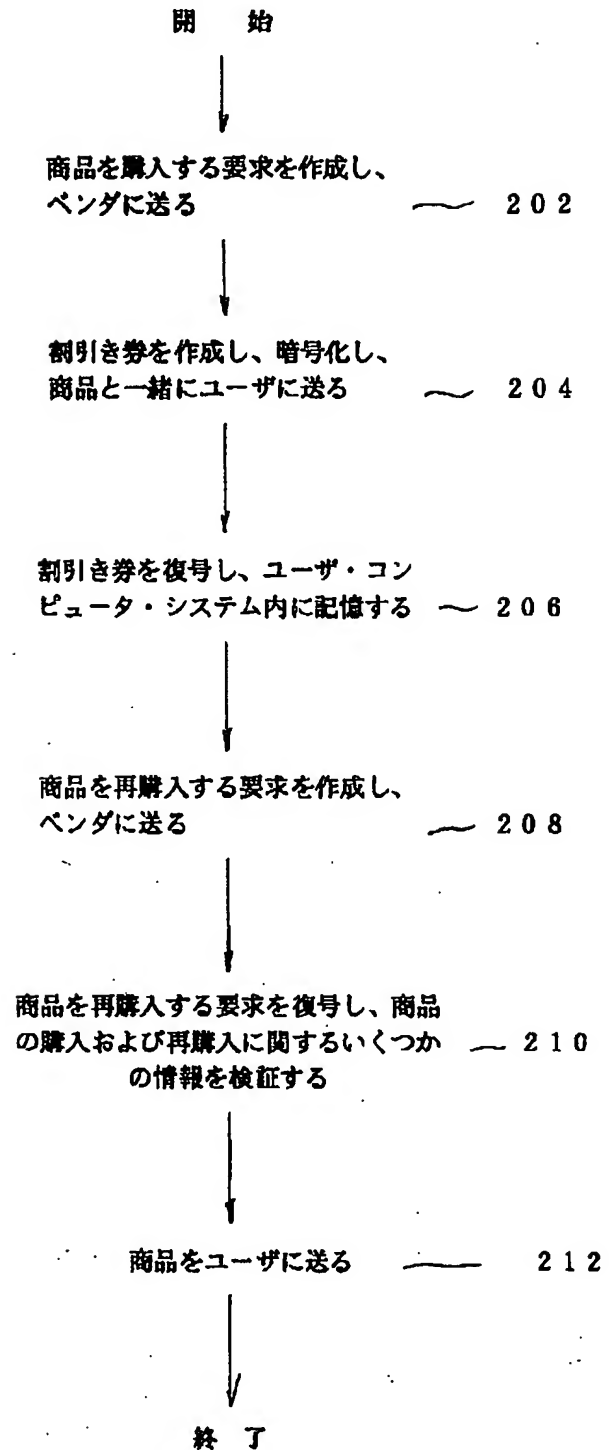 開 始
商品を購入する要求を作成し、
ベンダに送る 202
割引き券を作成し、暗号化し、
商品と一緒にユーザに送る 204
割引き券を復号し、ユーザ・コン
ピュータ・システム内に記憶する 206
商品を再購入する要求を作成し、
ベンダに送る 208
商品を再購入する要求を復号し、商品
の購入および再購入に関するいくつか 210
の情報を検証する
商品をユーザに送る 212
終 了